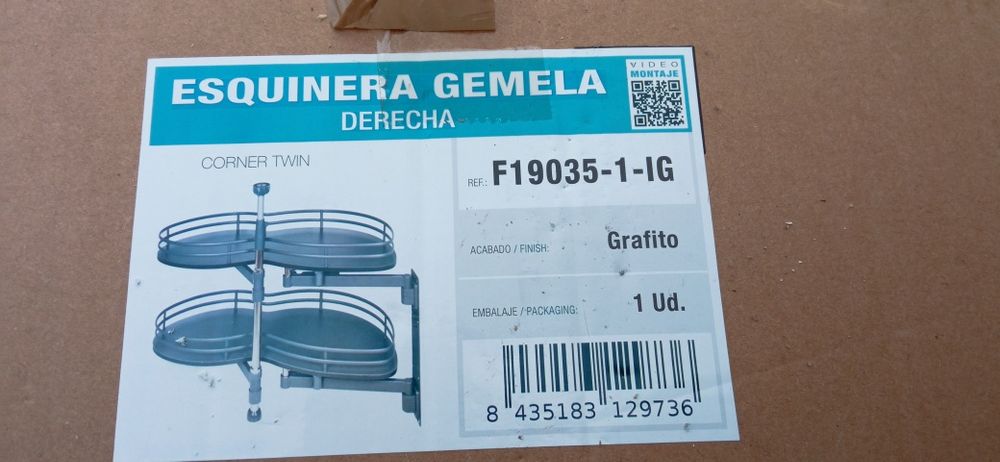 ESQUINERA GEMELA
DERECHA
VIDEO
MONTAJE
CORNER TWIN
REF.: F19035-1-IG
ACABADO / FINISH: Grafito
EMBALAJE / PACKAGING: 1 Ud.
8 435183 129736